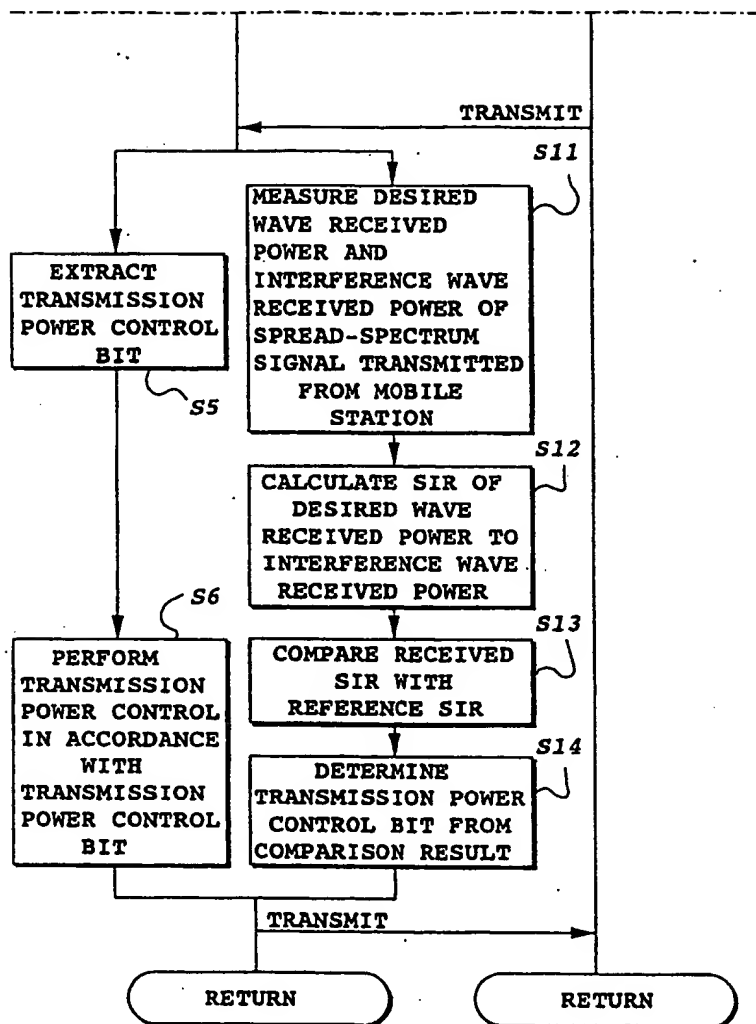 TRANSMIT
S11
MEASURE DESIRED
WAVE RECEIVED
POWER AND
INTERFERENCE WAVE
RECEIVED POWER OF
SPREAD-SPECTRUM
SIGNAL TRANSMITTED
FROM MOBILE
STATION
EXTRACT
TRANSMISSION
POWER CONTROL
BIT
S5
S12
CALCULATE SIR OF
DESIRED WAVE
RECEIVED POWER TO
INTERFERENCE WAVE
RECEIVED POWER
S6
PERFORM
TRANSMISSION
POWER CONTROL
IN ACCORDANCE
WITH
TRANSMISSION
POWER CONTROL
BIT
S13
COMPARE RECEIVED
SIR WITH
REFERENCE SIR
S14
DETERMINE
TRANSMISSION POWER
CONTROL BIT FROM
COMPARISON RESULT
TRANSMIT
RETURN
RETURN